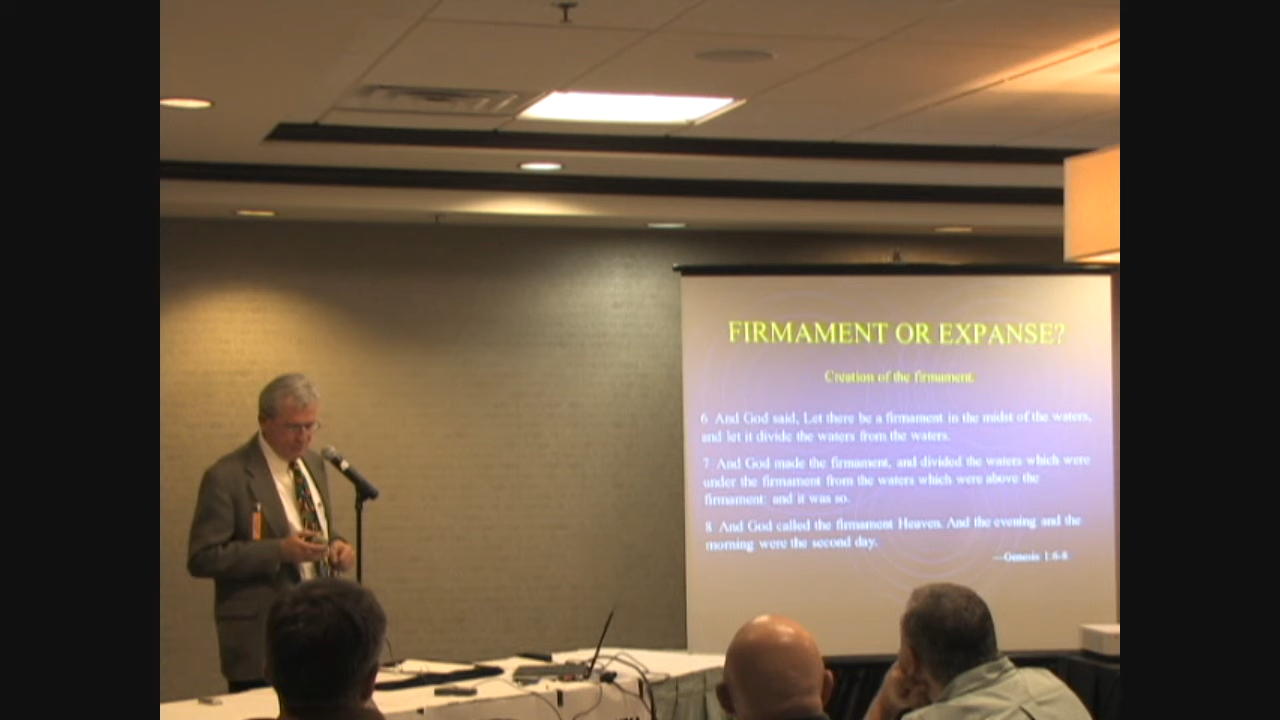 FIRMAMENT OR EXPANSE?
Creation of the firmament.
6 And God said, Let there be a firmament in the midst of the waters,
and let it divide the waters from the waters.
7 And God made the firmament, and divided the waters which were
under the firmament from the waters which were above the
firmament: and it was so.
8 And God called the firmament Heaven. And the evening and the
morning were the second day.
—Genesis 1:6-8